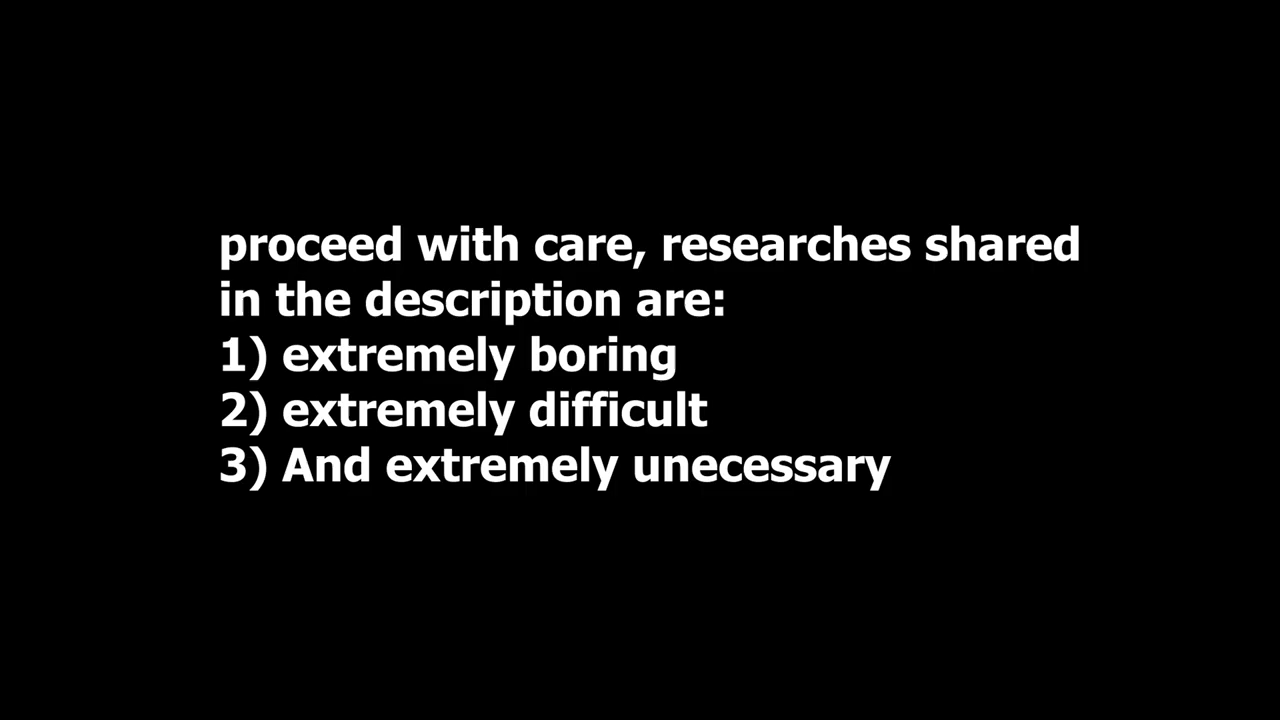 proceed with care, researches shared
in the description are:
1) extremely boring
2) extremely difficult
3) And extremely unecessary